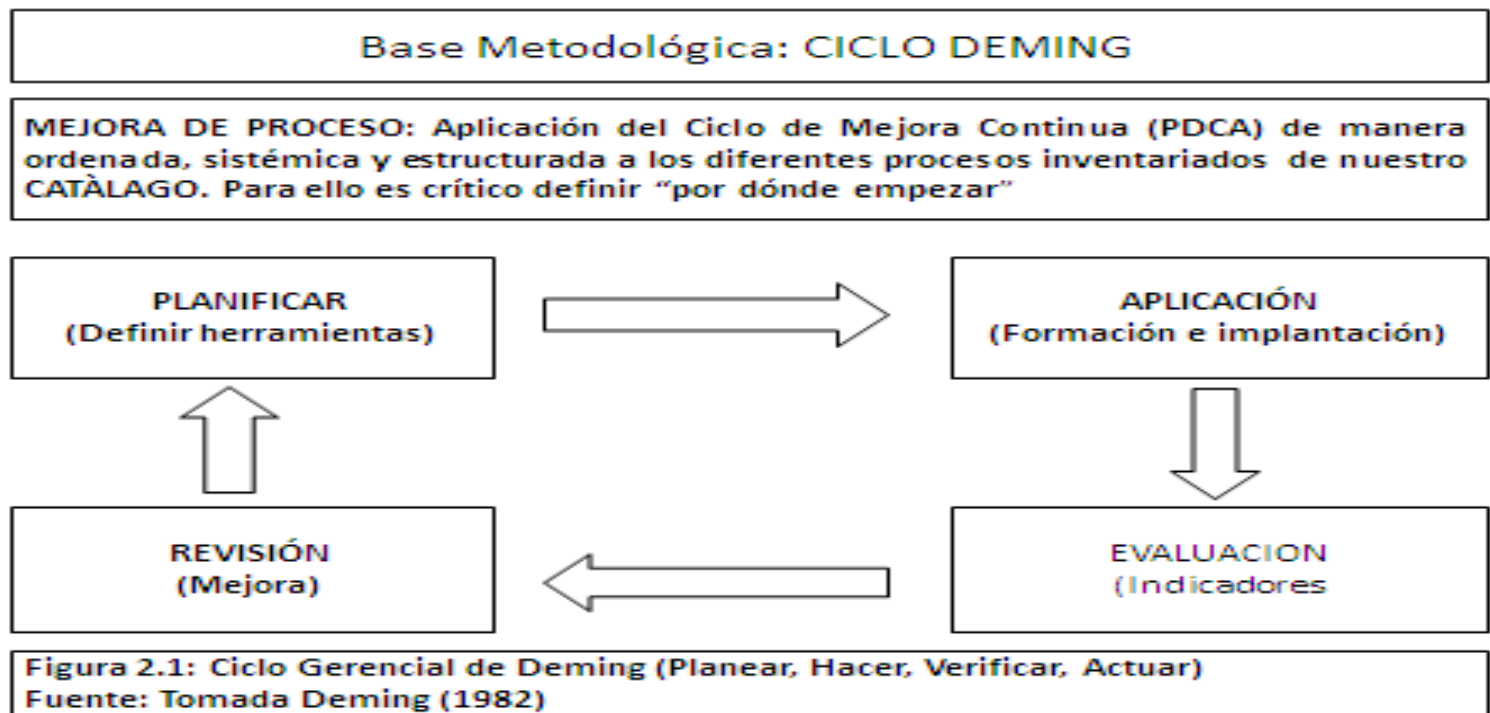 Base Metodológica: CICLO DEMING
MEJORA DE PROCESO: Aplicación del Ciclo de Mejora Continua (PDCA) de manera
ordenada, sistémica y estructurada a los diferentes procesos inventariados de nuestro
CATÀLAGO. Para ello es crítico definir “por dónde empezar”
PLANIFICAR
(Definir herramientas)
APLICACIÓN
(Formación e implantación)
REVISIÓN
(Mejora)
EVALUACION
(Indicadores
Figura 2.1: Ciclo Gerencial de Deming (Planear, Hacer, Verificar, Actuar)
Fuente: Tomada Deming (1982)